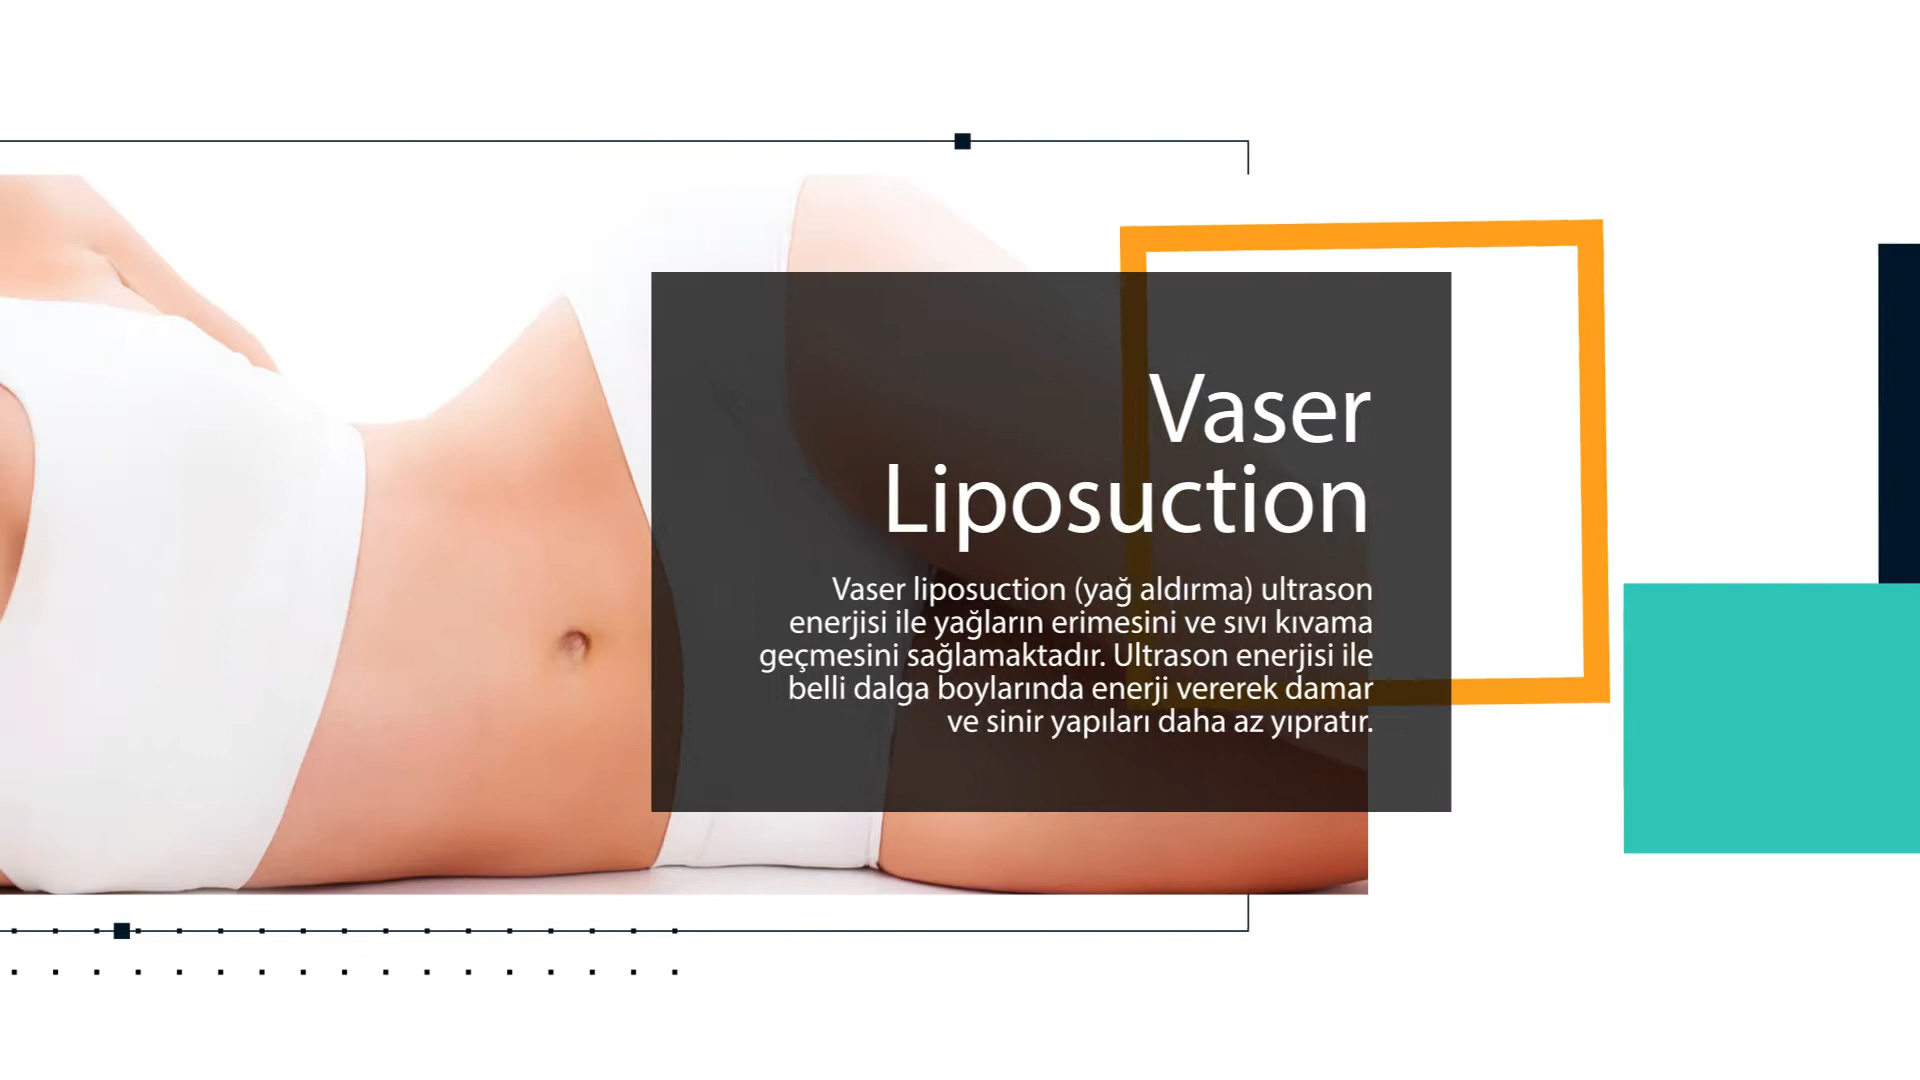 Vaser
Liposuction
Vaser liposuction (yağ aldırma) ultrason
enerjisi ile yağların erimesini ve sıvı kıvama
geçmesini sağlamaktadır. Ultrason enerjisi ile
belli dalga boylarında enerji vererek damar
ve sinir yapıları daha az yıpratır.